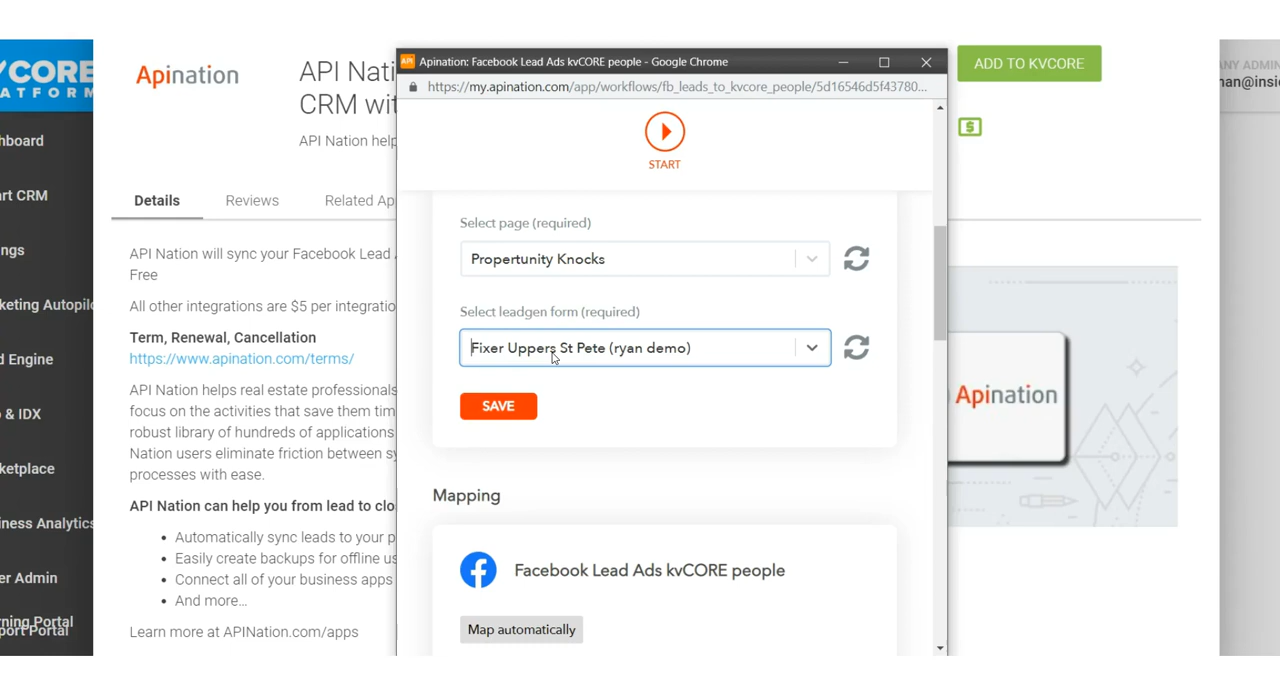 CORE
ATFORM
hboard
rt CRM
ngs
keting Autopilo
d Engine
& IDX
ketplace
iness Analytics
er Admin
rning Portal
port Portal
Apination
API Nati
CRM wit
API Nation help
Details
Reviews
Related Ap
API Nation will sync your Facebook Lead
Free
All other integrations are $5 per integratio
Term, Renewal, Cancellation
https://www.apination.com/terms/
API Nation helps real estate professionals
focus on the activities that save them tim
robust library of hundreds of applications
Nation users eliminate friction between sy
processes with ease.
API Nation can help you from lead to clo
• Automatically sync leads to your p
• Easily create backups for offline us
• Connect all of your business apps
• And more...
Learn more at APINation.com/apps
API Apination: Facebook Lead Ads kvCORE people - Google Chrome
https://my.apination.com/app/workflows/fb_leads_to_kvcore_people/5d16546d5f43780...
START
Select page (required)
Propertunity Knocks
Select leadgen form (required)
Fixer Uppers St Pete (ryan demo)
SAVE
Mapping
Facebook Lead Ads kvCORE people
Map automatically
ADD TO KVCORE
$
Apination
ANY ADMIN
nan@insi